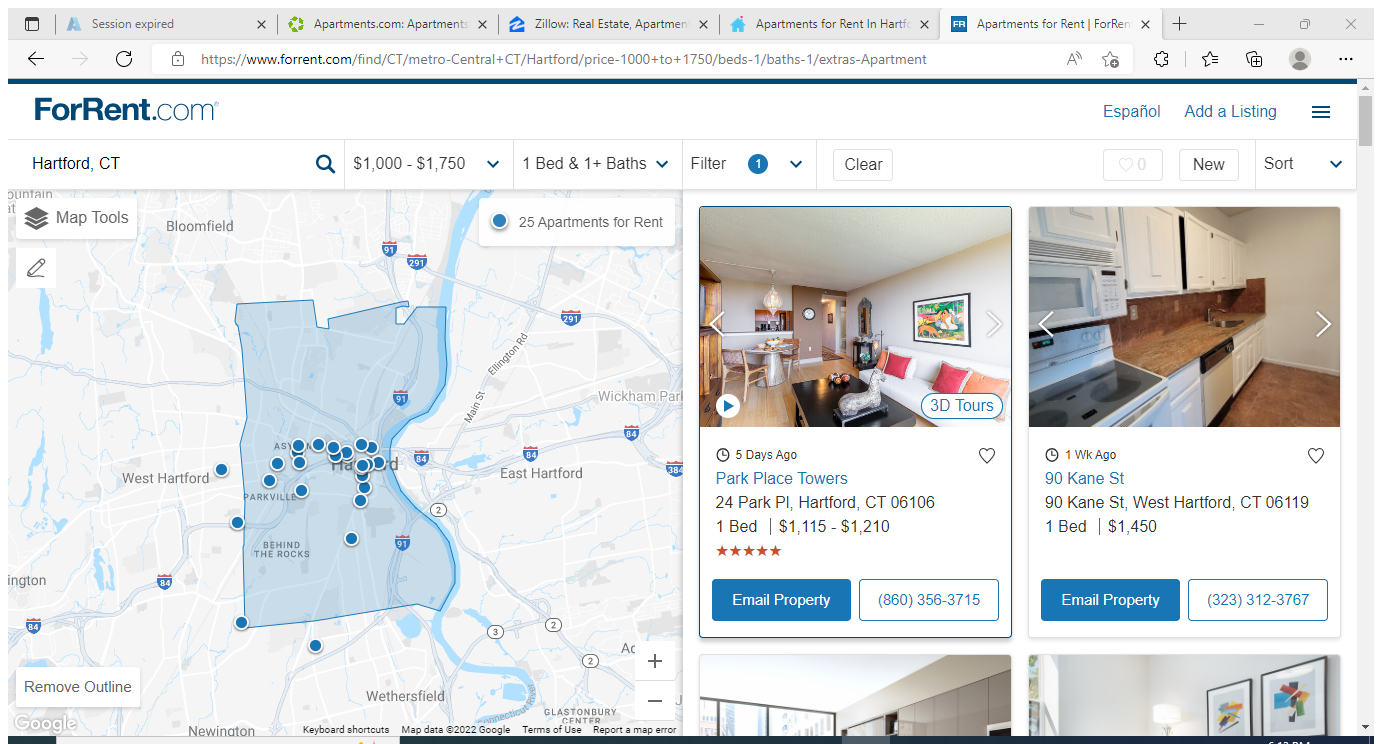 Session expired
Apartments.com: Apartments
Zillow: Real Estate, Apartmen
Apartments for Rent In Hartfo
FR
Apartments for Rent | ForRen
https://www.forrent.com/find/CT/metro-Central+CT/Hartford/price-1000+to+1750/beds-1/baths-1/extras-Apartment
ForRent.com®
Español
Add a Listing
Hartford, CT
$1,000 - $1,750
1 Bed & 1+ Baths
Filter
1
Clear
0
New
Sort
ountain
Map Tools
Bloomfield
25 Apartments for Rent
91
291
291
Ellington Rd
Main St
Wickham Park
91
84
84
84
384
West Hartford
East Hartford
PARKVILLE
2
BEHIND
THE ROCKS
91
ington
84
84
3
2
2
Remove Outline
Wethersfield
GLASTONBURY
CENTER
Connecticut River
Newington
Google
Keyboard shortcuts
Map data ©2022 Google
Terms of Use
Report a map error
3D Tours
5 Days Ago
Park Place Towers
24 Park Pl, Hartford, CT 06106
1 Bed | $1,115 - $1,210
★★★★★
Email Property
(860) 356-3715
1 Wk Ago
90 Kane St
90 Kane St, West Hartford, CT 06119
1 Bed | $1,450
Email Property
(323) 312-3767